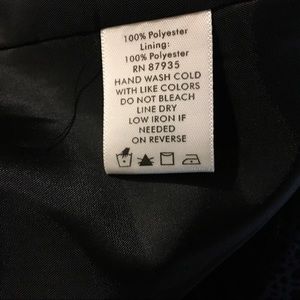 100% Polyester
Lining:
100% Polyester
RN 87935
HAND WASH COLD
WITH LIKE COLORS
DO NOT BLEACH
LINE DRY
LOW IRON IF
NEEDED
ON REVERSE